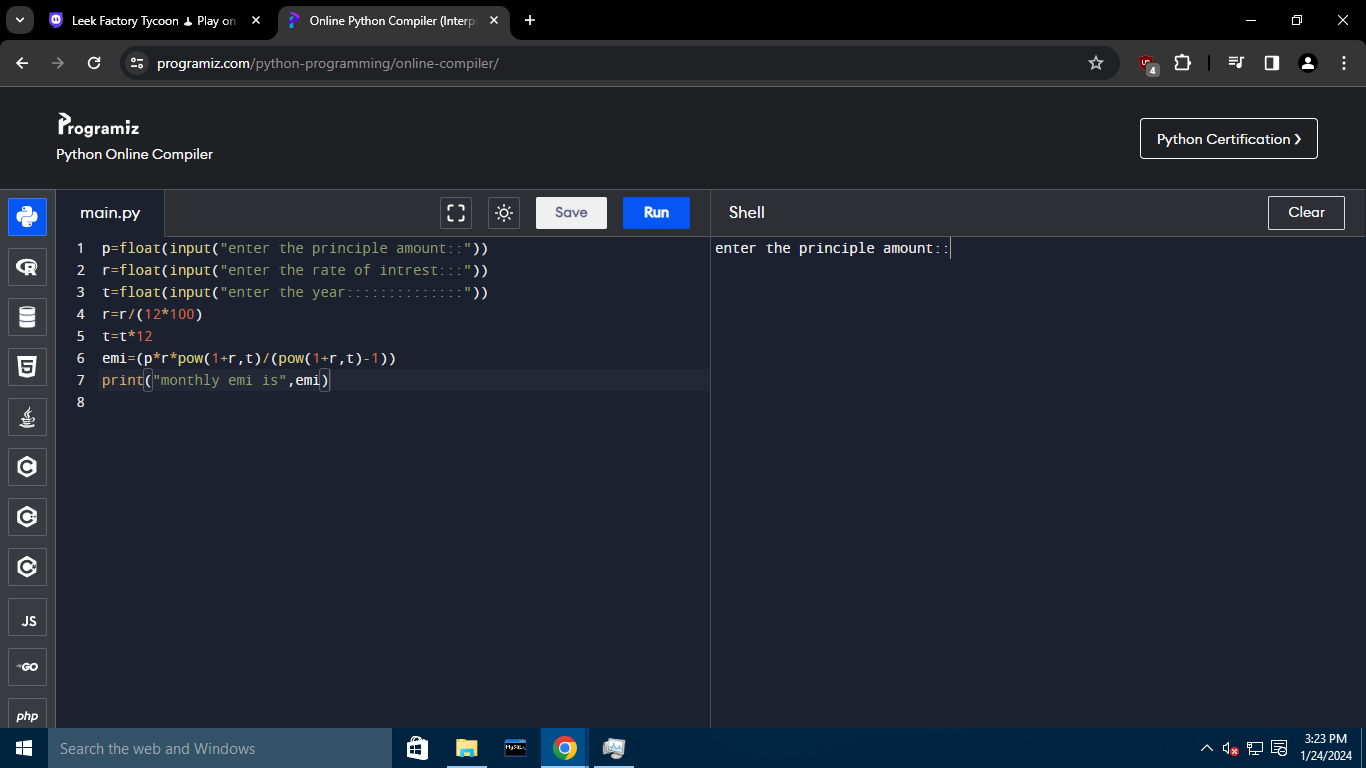 Leek Factory Tycoon 🕹 Play on
Online Python Compiler (Interp
programiz.com/python-programming/online-compiler/
4
Programiz
Python Online Compiler
Python Certification ❯
main.py
Save
Run
Shell
Clear
1 p=float(input("enter the principle amount::"))
2 r=float(input("enter the rate of intrest:::"))
3 t=float(input("enter the year::::::::::::::"))
4 r=r/(12*100)
5 t=t*12
6 emi=(p*r*pow(1+r,t)/(pow(1+r,t)-1))
7 print("monthly emi is",emi)
8
enter the principle amount::
JS
GO
php
Search the web and Windows
MySQL
3:23 PM
1/24/2024